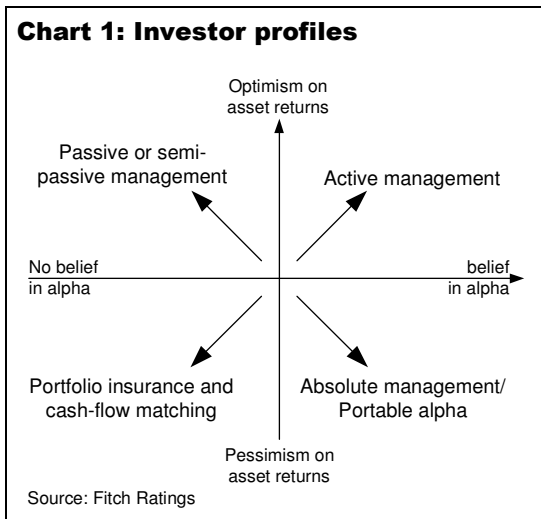 Chart 1: Investor profiles
Optimism on
asset returns
Passive or semi-
passive management
Active management
No belief
in alpha
belief
in alpha
Portfolio insurance and
cash-flow matching
Absolute management/
Portable alpha
Pessimism on
asset returns
Source: Fitch Ratings